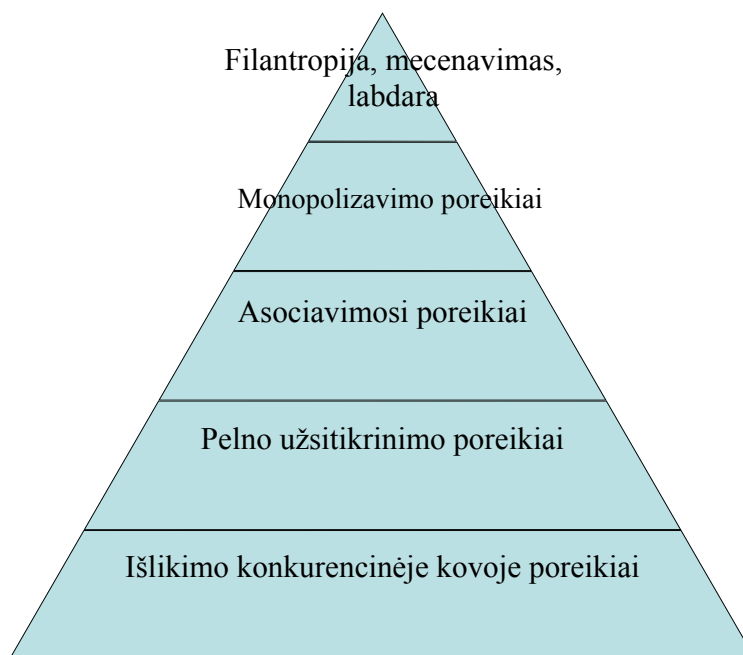 Filantropija, mecenavimas,
labdara
Monopolizavimo poreikiai
Asociavimosi poreikiai
Pelno užsitikrinimo poreikiai
Išlikimo konkurencinėje kovoje poreikiai